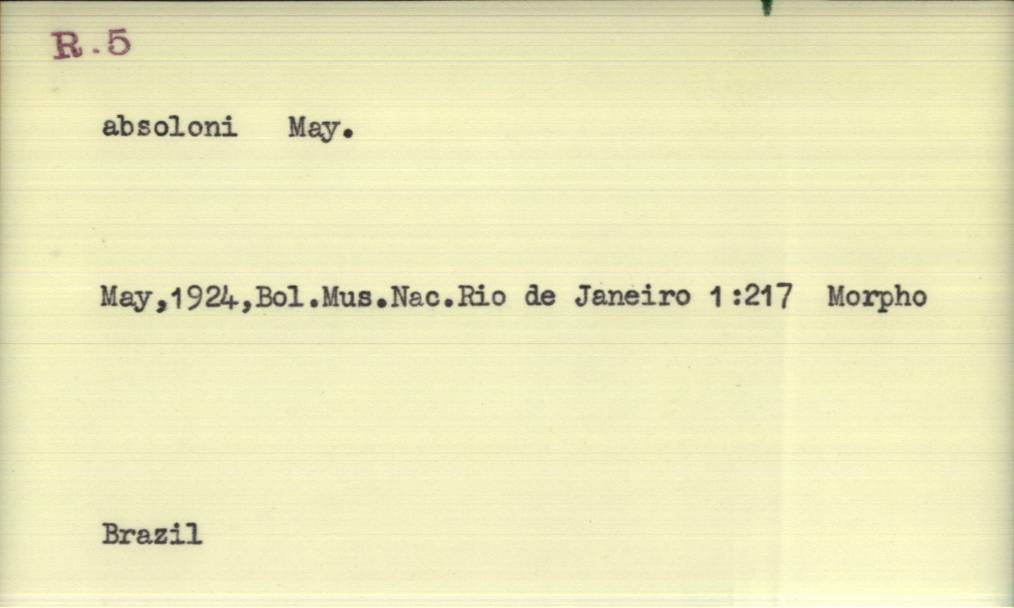 R.5
absoloni May.
May,1924,Bol.Mus.Nac.Rio de Janeiro 1:217 Morpho
Brazil